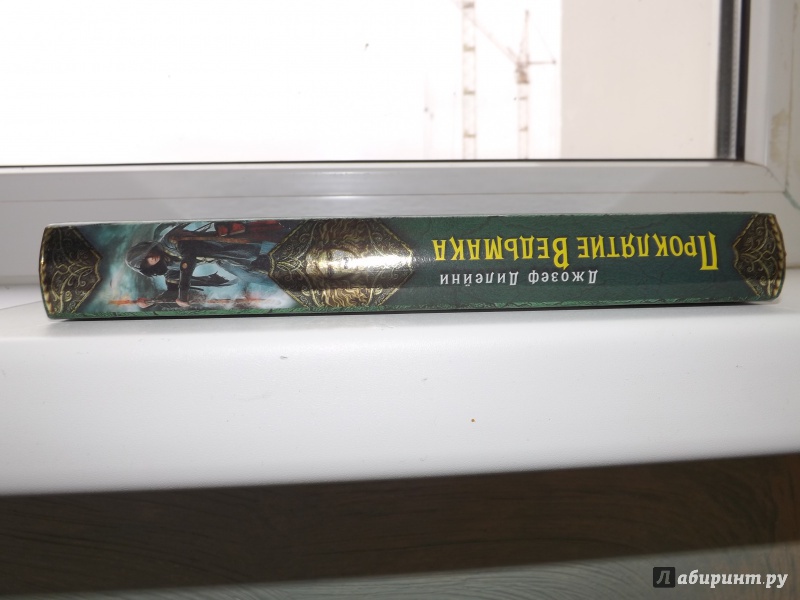 Джозеф Дилейни
Проклятие Ведьмака
Лабиринт.ру